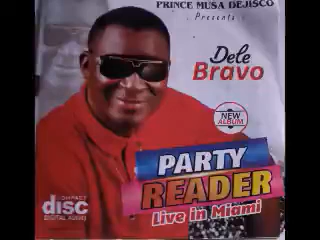 PRINCE MUSA DEJISCO
Presents
Dele
Bravo
NEW
ALBUM
PARTY
READER
Live in Miami
COMPACT
disc
DIGITAL AUDIO